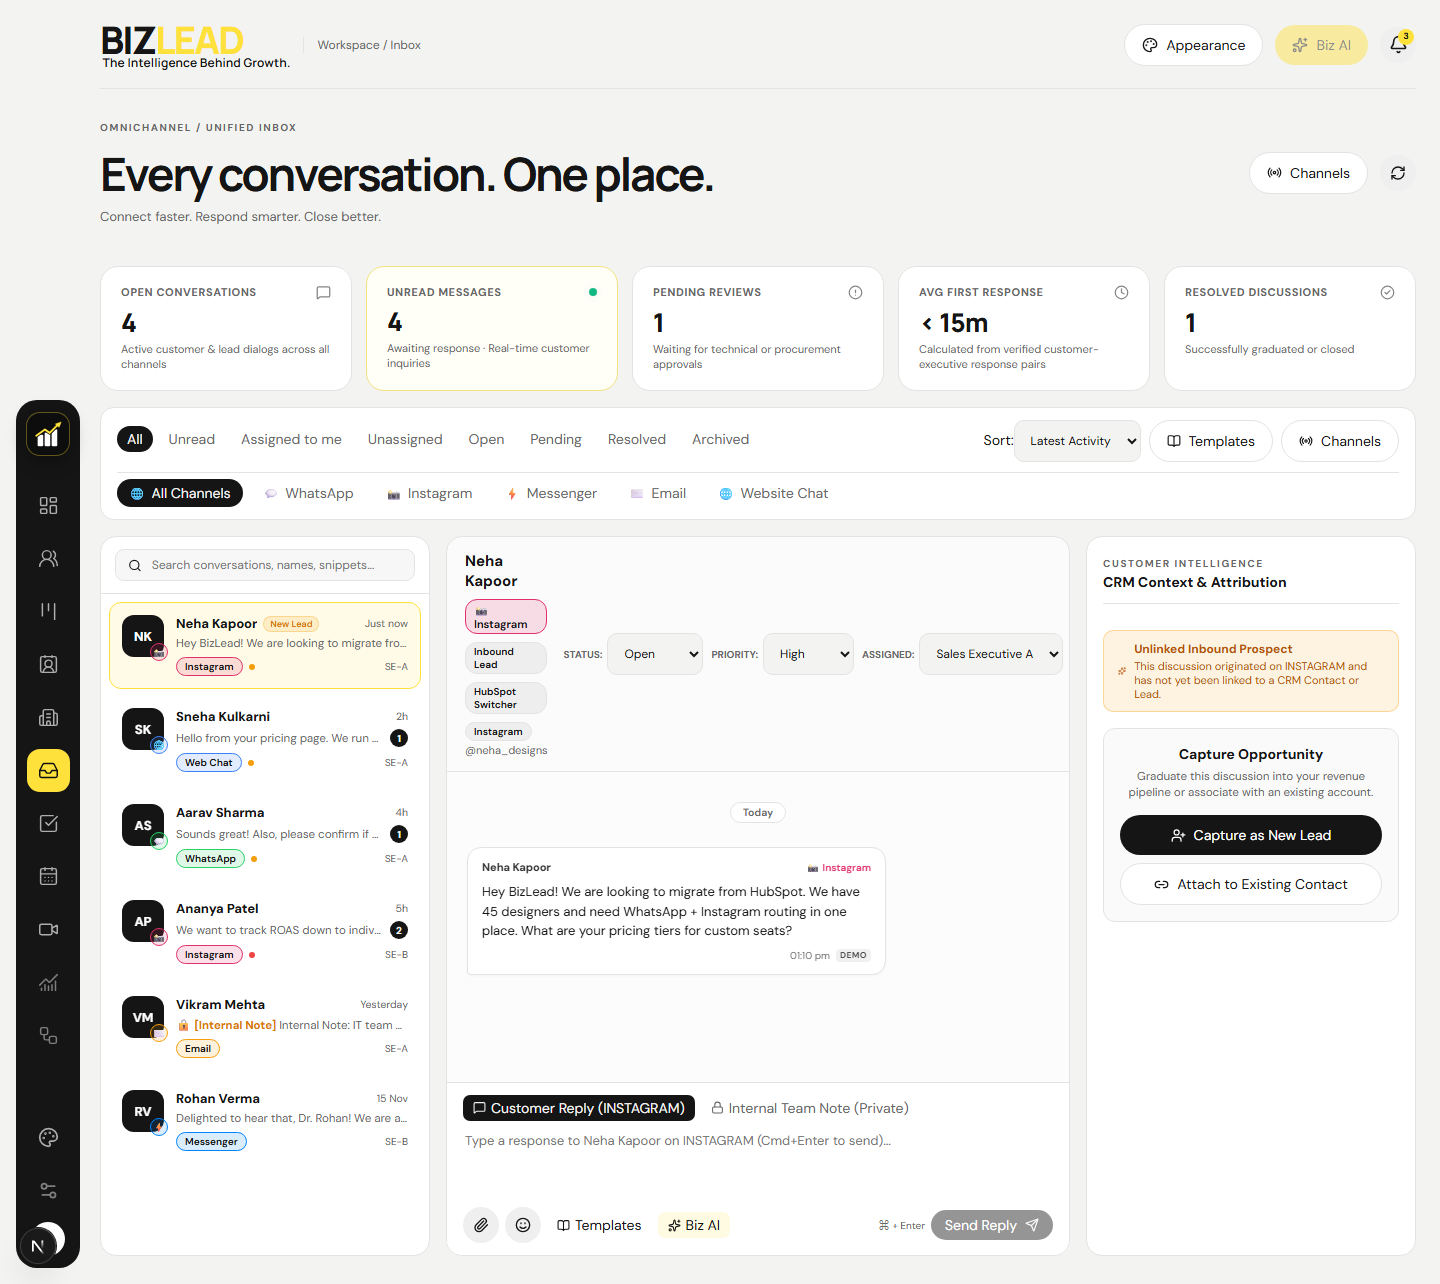 BIZLEAD
The Intelligence Behind Growth.
Workspace / Inbox
Appearance
Biz AI
3
OMNICHANNEL / UNIFIED INBOX
Every conversation. One place.
Connect faster. Respond smarter. Close better.
Channels
OPEN CONVERSATIONS
4
Active customer & lead dialogs across all
channels
UNREAD MESSAGES
4
Awaiting response · Real-time customer
inquiries
PENDING REVIEWS
1
Waiting for technical or procurement
approvals
AVG FIRST RESPONSE
< 15m
Calculated from verified customer-
executive response pairs
RESOLVED DISCUSSIONS
1
Successfully graduated or closed
All
Unread
Assigned to me
Unassigned
Open
Pending
Resolved
Archived
Sort:
Latest Activity
Templates
Channels
All Channels
WhatsApp
Instagram
Messenger
Email
Website Chat
Search conversations, names, snippets...
NK
Neha Kapoor
New Lead
Just now
Hey BizLead! We are looking to migrate fro...
Instagram
SE-A
SK
Sneha Kulkarni
2h
Hello from your pricing page. We run ...
1
Web Chat
SE-A
AS
Aarav Sharma
4h
Sounds great! Also, please confirm if ...
1
WhatsApp
SE-A
AP
Ananya Patel
5h
We want to track ROAS down to indiv...
2
Instagram
SE-B
VM
Vikram Mehta
Yesterday
[Internal Note] Internal Note: IT team ...
Email
SE-A
RV
Rohan Verma
15 Nov
Delighted to hear that, Dr. Rohan! We are a...
Messenger
SE-B
Neha
Kapoor
Instagram
Inbound
Lead
HubSpot
Switcher
Instagram
@neha_designs
STATUS:
Open
PRIORITY:
High
ASSIGNED:
Sales Executive A
Today
Neha Kapoor
Instagram
Hey BizLead! We are looking to migrate from HubSpot. We have
45 designers and need WhatsApp + Instagram routing in one
place. What are your pricing tiers for custom seats?
01:10 pm
DEMO
Customer Reply (INSTAGRAM)
Internal Team Note (Private)
Type a response to Neha Kapoor on INSTAGRAM (Cmd+Enter to send)...
Templates
Biz AI
⌘ + Enter
Send Reply
CUSTOMER INTELLIGENCE
CRM Context & Attribution
Unlinked Inbound Prospect
This discussion originated on INSTAGRAM and
has not yet been linked to a CRM Contact or
Lead.
Capture Opportunity
Graduate this discussion into your revenue
pipeline or associate with an existing account.
Capture as New Lead
Attach to Existing Contact
N